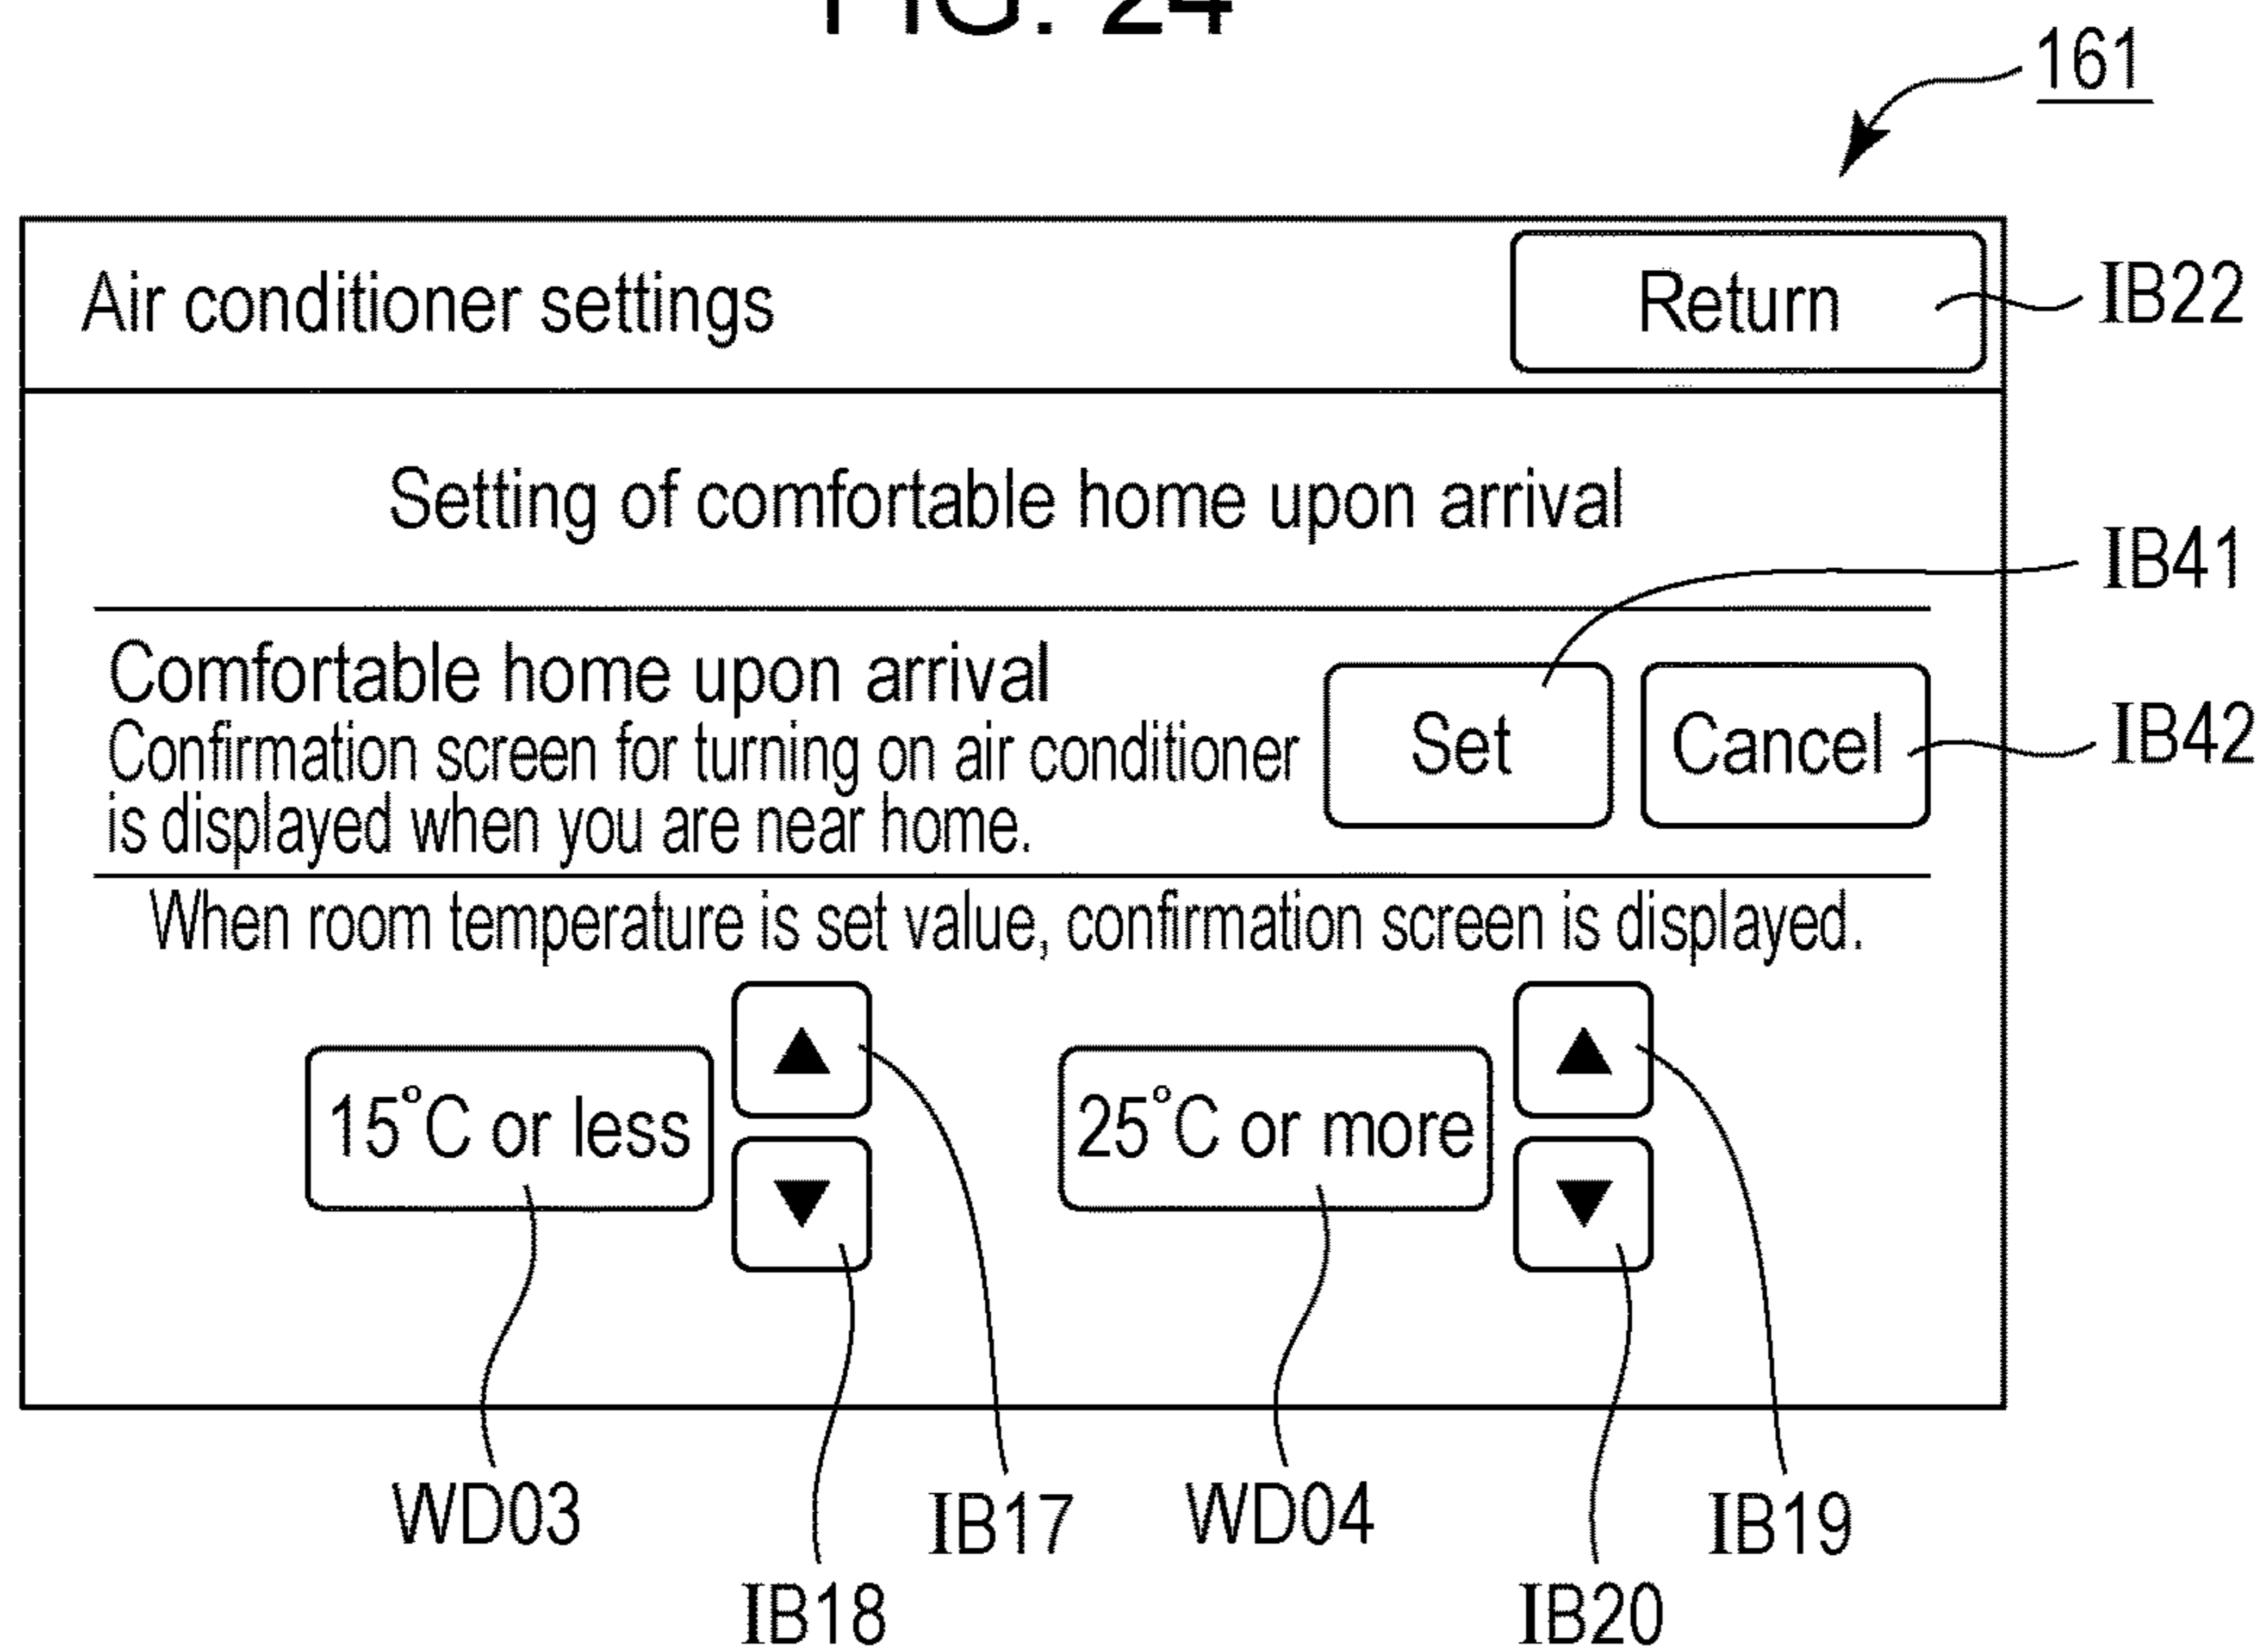 FIG. 24
161
Air conditioner settings
Return
IB22
Setting of comfortable home upon arrival
IB41
Comfortable home upon arrival
Confirmation screen for turning on air conditioner
is displayed when you are near home.
Set
Cancel
IB42
When room temperature is set value, confirmation screen is displayed.
▲
▲
15°C or less
25°C or more
▼
▼
WD03
IB17
WD04
IB19
IB18
IB20